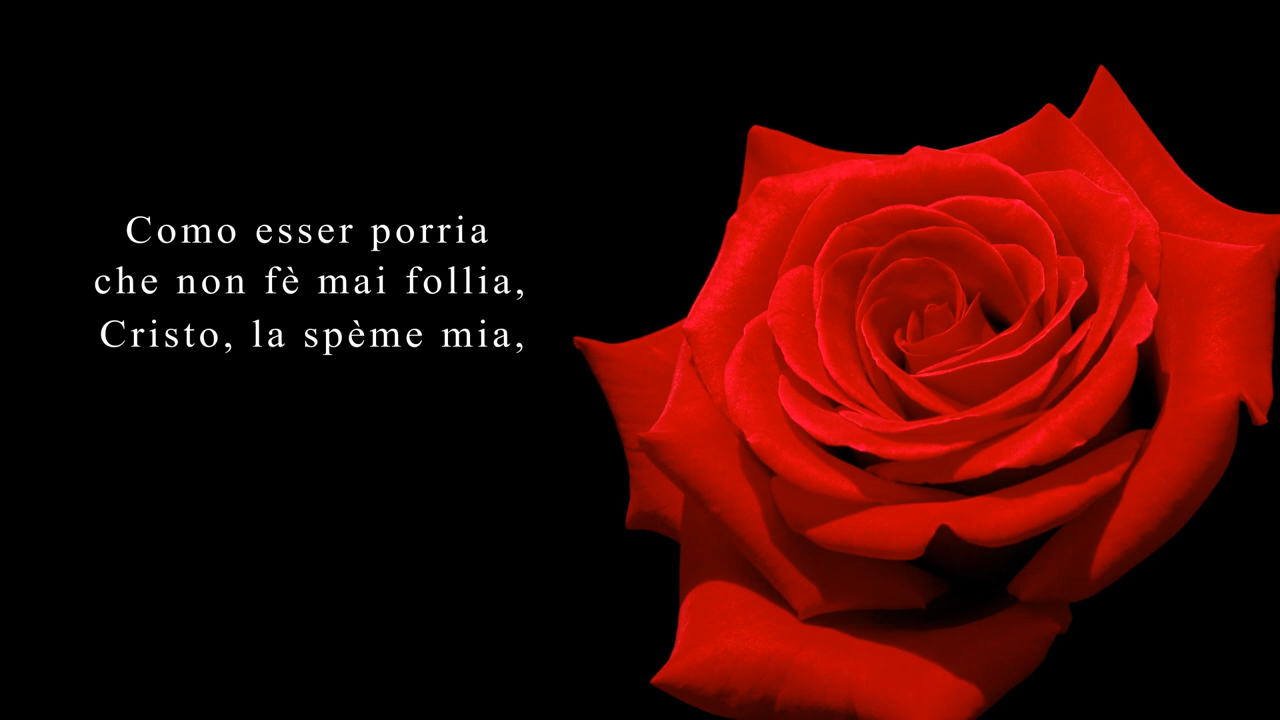 Como esser porria
che non fè mai follia,
Cristo, la spème mia,